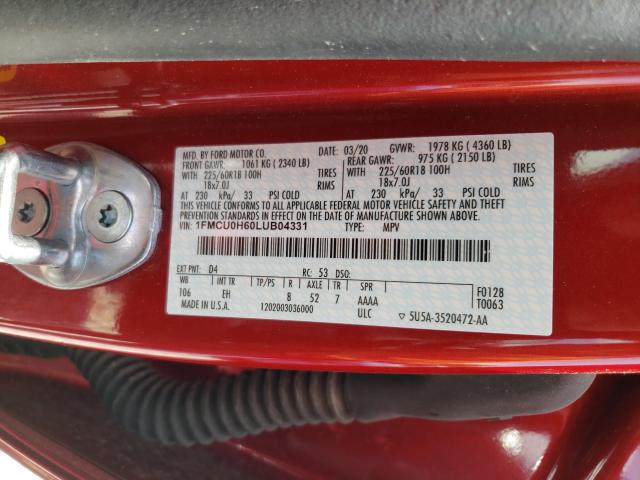 MFD. BY FORD MOTOR CO. 03/20 GVWR: 1978 KG ( 4360 LB)
FRONT GAWR: 1061 KG ( 2340 LB) REAR GAWR: 975 KG ( 2150 LB)
WITH 225/60R18 100H TIRES WITH 225/60R18 100H TIRES
18x7.0J RIMS 18x7.0J RIMS
AT 230 kPa/ 33 PSI COLD AT 230 kPa/ 33 PSI COLD
THIS VEHICLE CONFORMS TO ALL APPLICABLE FEDERAL MOTOR VEHICLE SAFETY AND THEFT
PREVENTION STANDARDS IN EFFECT ON THE DATE OF MANUFACTURE SHOWN ABOVE.
VIN: 1FMCU0H60LUB04331 TYPE: MPV
EXT PNT: D4 RC: 53 DSO:
WB INT TR TP/PS R AXLE TR SPR F0128
106 EH 8 52 7 AAAA T0063
MADE IN U.S.A. 1202003036000 ULC 5U5A-3520472-AA